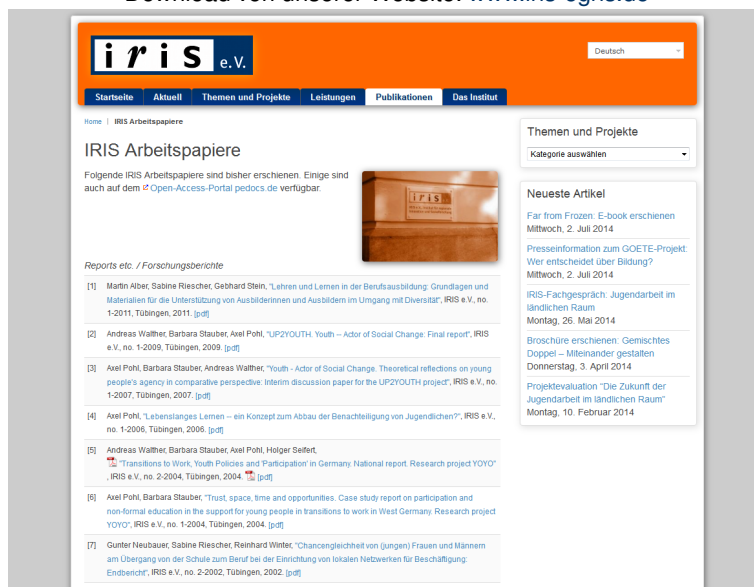 iris e.V.
Deutsch
Startseite Aktuell Themen und Projekte Leistungen Publikationen Das Institut
Home | IRIS Arbeitspapiere
IRIS Arbeitspapiere
Folgende IRIS Arbeitspapiere sind bisher erschienen. Einige sind
auch auf dem Open-Access-Portal pedocs.de verfügbar.
iris
Reports etc. / Forschungsberichte
[1] Martin Alber, Sabine Riescher, Gebhard Stein, "Lehren und Lernen in der Berufsausbildung: Grundlagen und
Materialien für die Unterstützung von Ausbilderinnen und Ausbildern im Umgang mit Diversität", IRIS e.V., no.
1-2011, Tübingen, 2011. [pdf]
[2] Andreas Walther, Barbara Stauber, Axel Pohl, "UP2YOUTH. Youth -- Actor of Social Change: Final report", IRIS
e.V., no. 1-2009, Tübingen, 2009. [pdf]
[3] Axel Pohl, Barbara Stauber, Andreas Walther, "Youth - Actor of Social Change. Theoretical reflections on young
people's agency in comparative perspective: Interim discussion paper for the UP2YOUTH project", IRIS e.V., no.
1-2007, Tübingen, 2007. [pdf]
[4] Axel Pohl, "Lebenslanges Lernen -- ein Konzept zum Abbau der Benachteiligung von Jugendlichen?", IRIS e.V.,
no. 1-2006, Tübingen, 2006. [pdf]
[5] Andreas Walther, Barbara Stauber, Axel Pohl, Holger Seifert,
"Transitions to Work, Youth Policies and 'Participation' in Germany. National report. Research project YOYO"
, IRIS e.V., no. 2-2004, Tübingen, 2004. [pdf]
[6] Axel Pohl, Barbara Stauber, "Trust, space, time and opportunities. Case study report on participation and
non-formal education in the support for young people in transitions to work in West Germany. Research project
YOYO", IRIS e.V., no. 1-2004, Tübingen, 2004. [pdf]
[7] Gunter Neubauer, Sabine Riescher, Reinhard Winter, "Chancengleichheit von (jungen) Frauen und Männern
am Übergang von der Schule zum Beruf bei der Einrichtung von lokalen Netzwerken für Beschäftigung:
Endbericht", IRIS e.V., no. 2-2002, Tübingen, 2002. [pdf]
Themen und Projekte
Kategorie auswählen
Neueste Artikel
Far from Frozen: E-book erschienen
Mittwoch, 2. Juli 2014
Presseinformation zum GOETE-Projekt:
Wer entscheidet über Bildung?
Mittwoch, 2. Juli 2014
IRIS-Fachgespräch: Jugendarbeit im
ländlichen Raum
Montag, 26. Mai 2014
Broschüre erschienen: Gemischtes
Doppel – Miteinander gestalten
Donnerstag, 3. April 2014
Projektevaluation "Die Zukunft der
Jugendarbeit im ländlichen Raum"
Montag, 10. Februar 2014